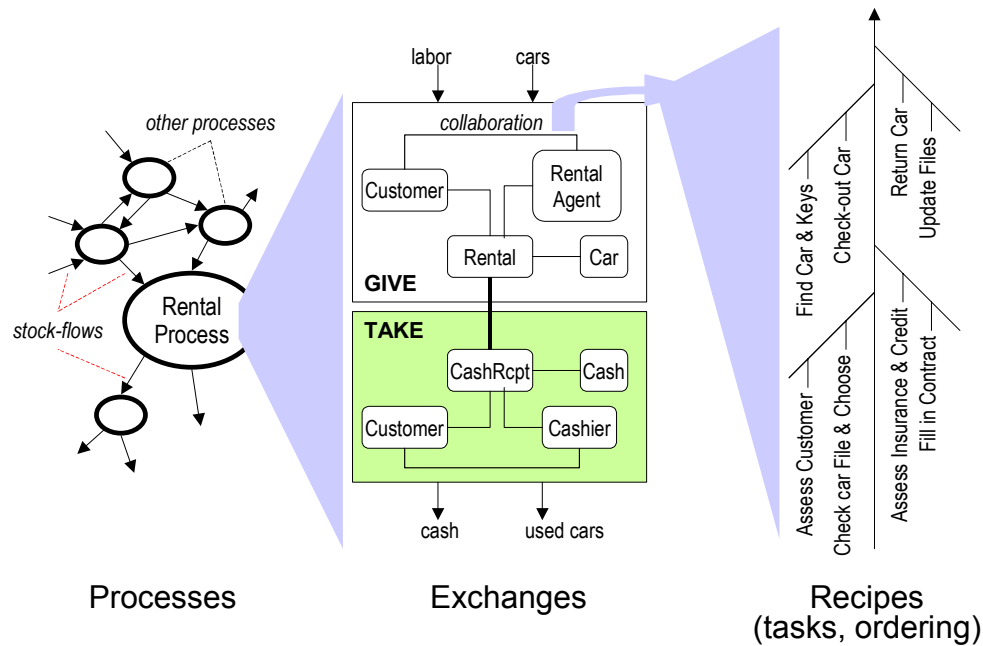 other processes
Rental
Process
stock-flows
Processes
labor
cars
collaboration
Customer
Rental
Agent
Rental
Car
GIVE
TAKE
CashRcpt
Cash
Customer
Cashier
cash
used cars
Exchanges
Find Car & Keys
Check-out Car
Return Car
Update Files
Assess Customer
Check car File & Choose
Assess Insurance & Credit
Fill in Contract
Recipes
(tasks, ordering)